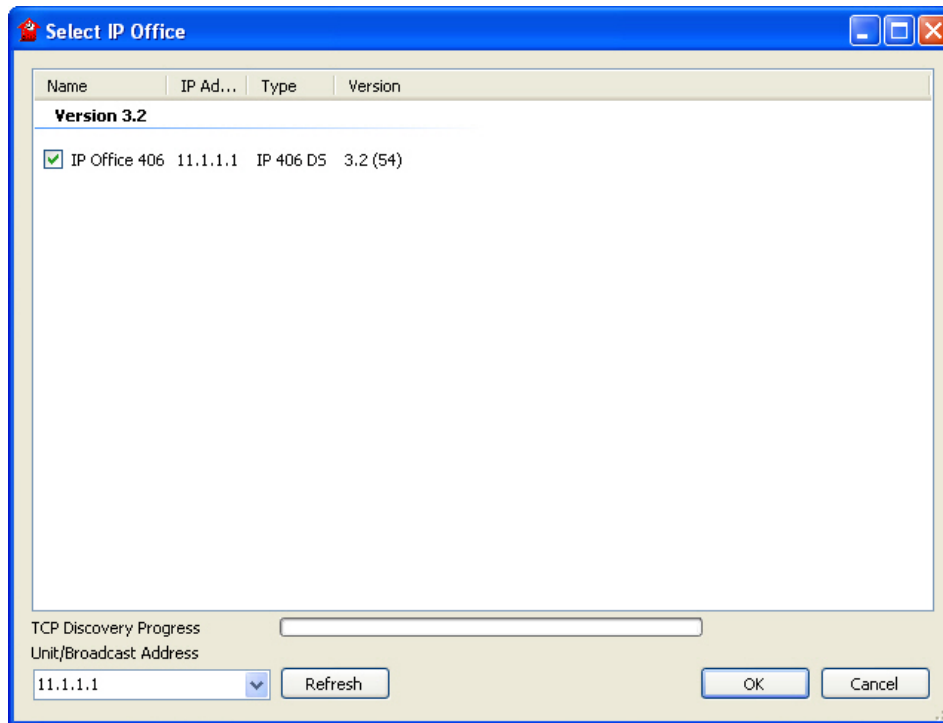 Select IP Office
Name IP Ad... Type Version
Version 3.2
IP Office 406 11.1.1.1 IP 406 DS 3.2 (54)
TCP Discovery Progress
Unit/Broadcast Address
11.1.1.1 Refresh OK Cancel